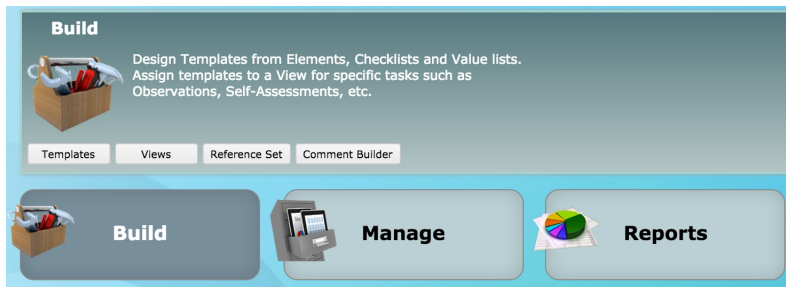 Build
Design Templates from Elements, Checklists and Value lists.
Assign templates to a View for specific tasks such as
Observations, Self-Assessments, etc.
Templates Views Reference Set Comment Builder
Build Manage Reports